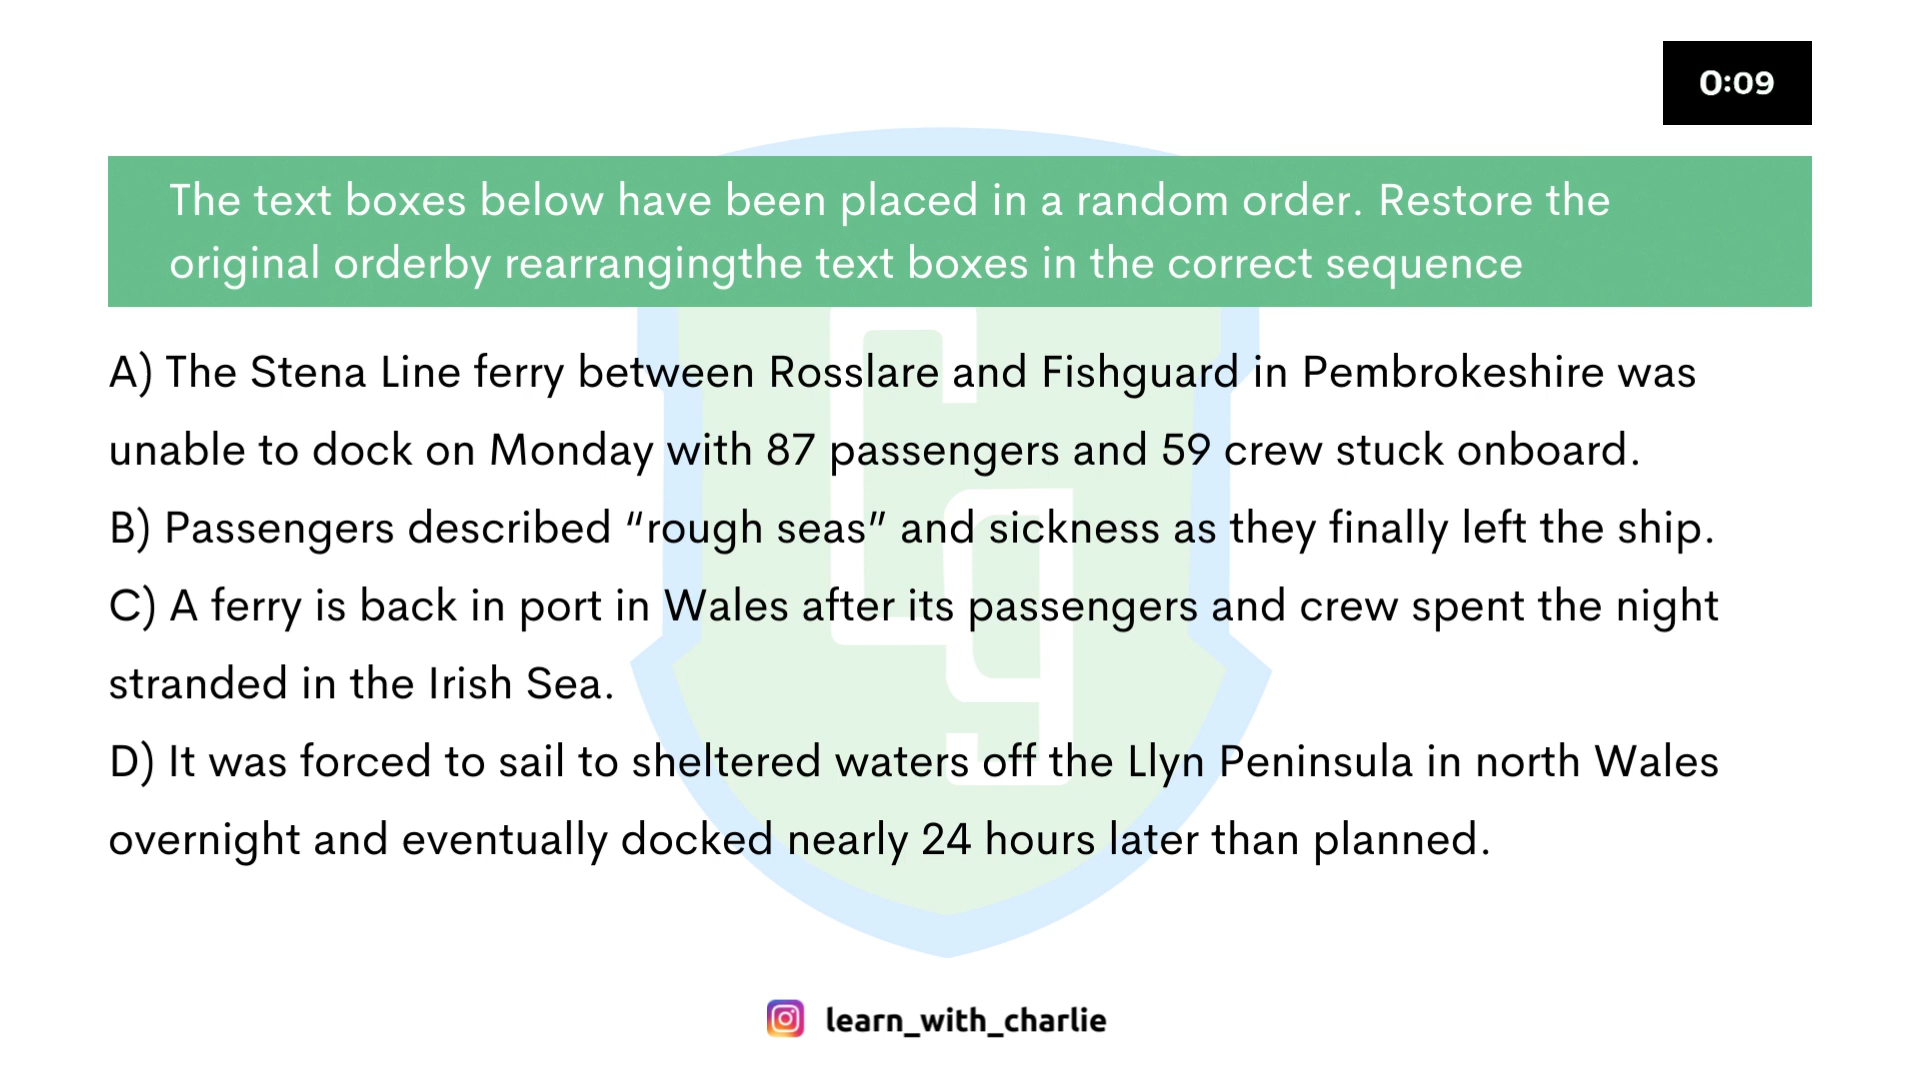 0:09
The text boxes below have been placed in a random order. Restore the
original orderby rearrangingthe text boxes in the correct sequence
A) The Stena Line ferry between Rosslare and Fishguard in Pembrokeshire was
unable to dock on Monday with 87 passengers and 59 crew stuck onboard.
B) Passengers described “rough seas” and sickness as they finally left the ship.
C) A ferry is back in port in Wales after its passengers and crew spent the night
stranded in the Irish Sea.
D) It was forced to sail to sheltered waters off the Llyn Peninsula in north Wales
overnight and eventually docked nearly 24 hours later than planned.
learn_with_charlie